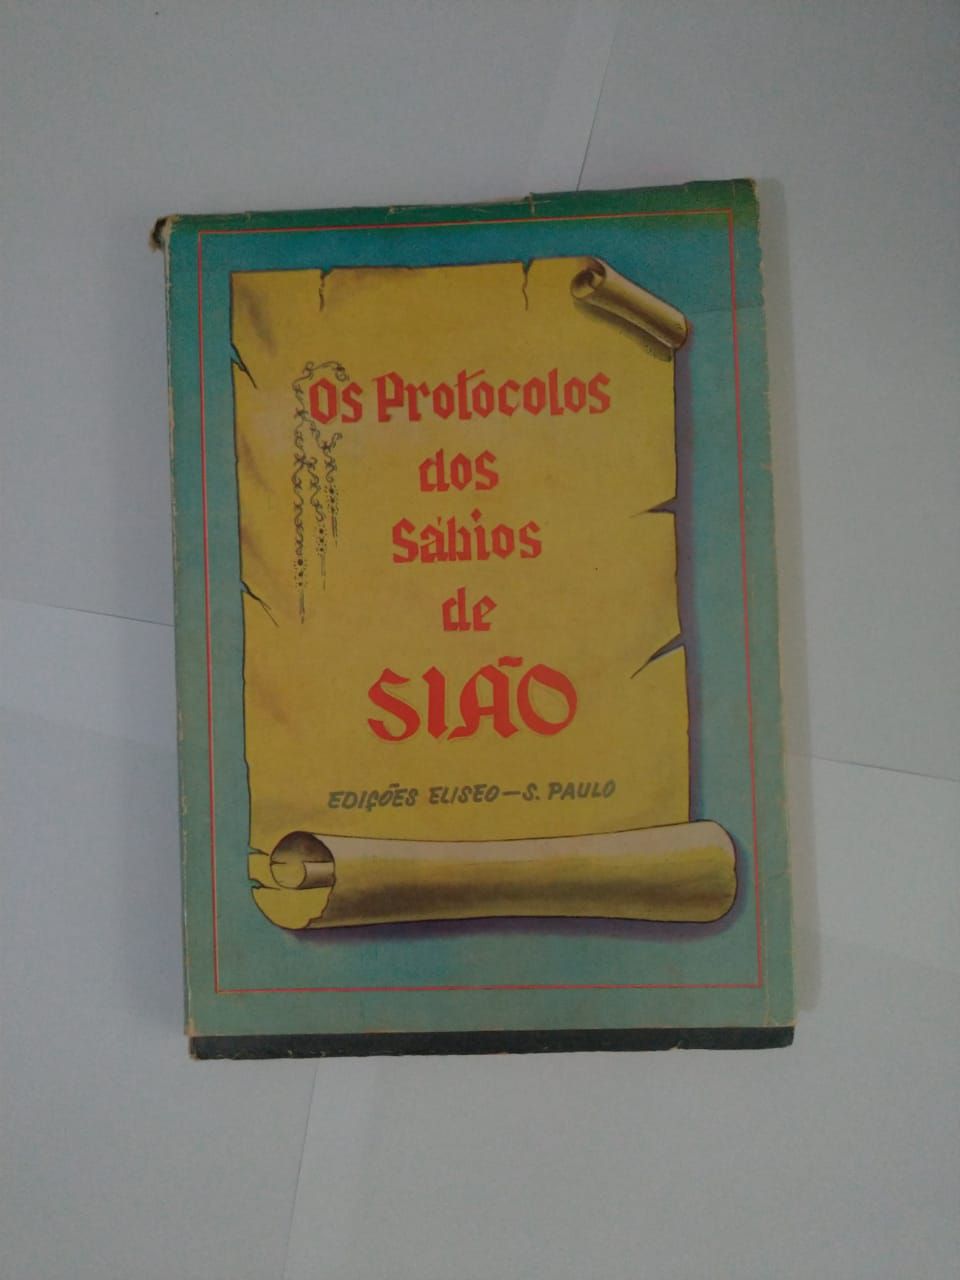 Os Protocolos
dos
Sábios
de
SIÃO
EDIÇÕES ELISEO - S. PAULO